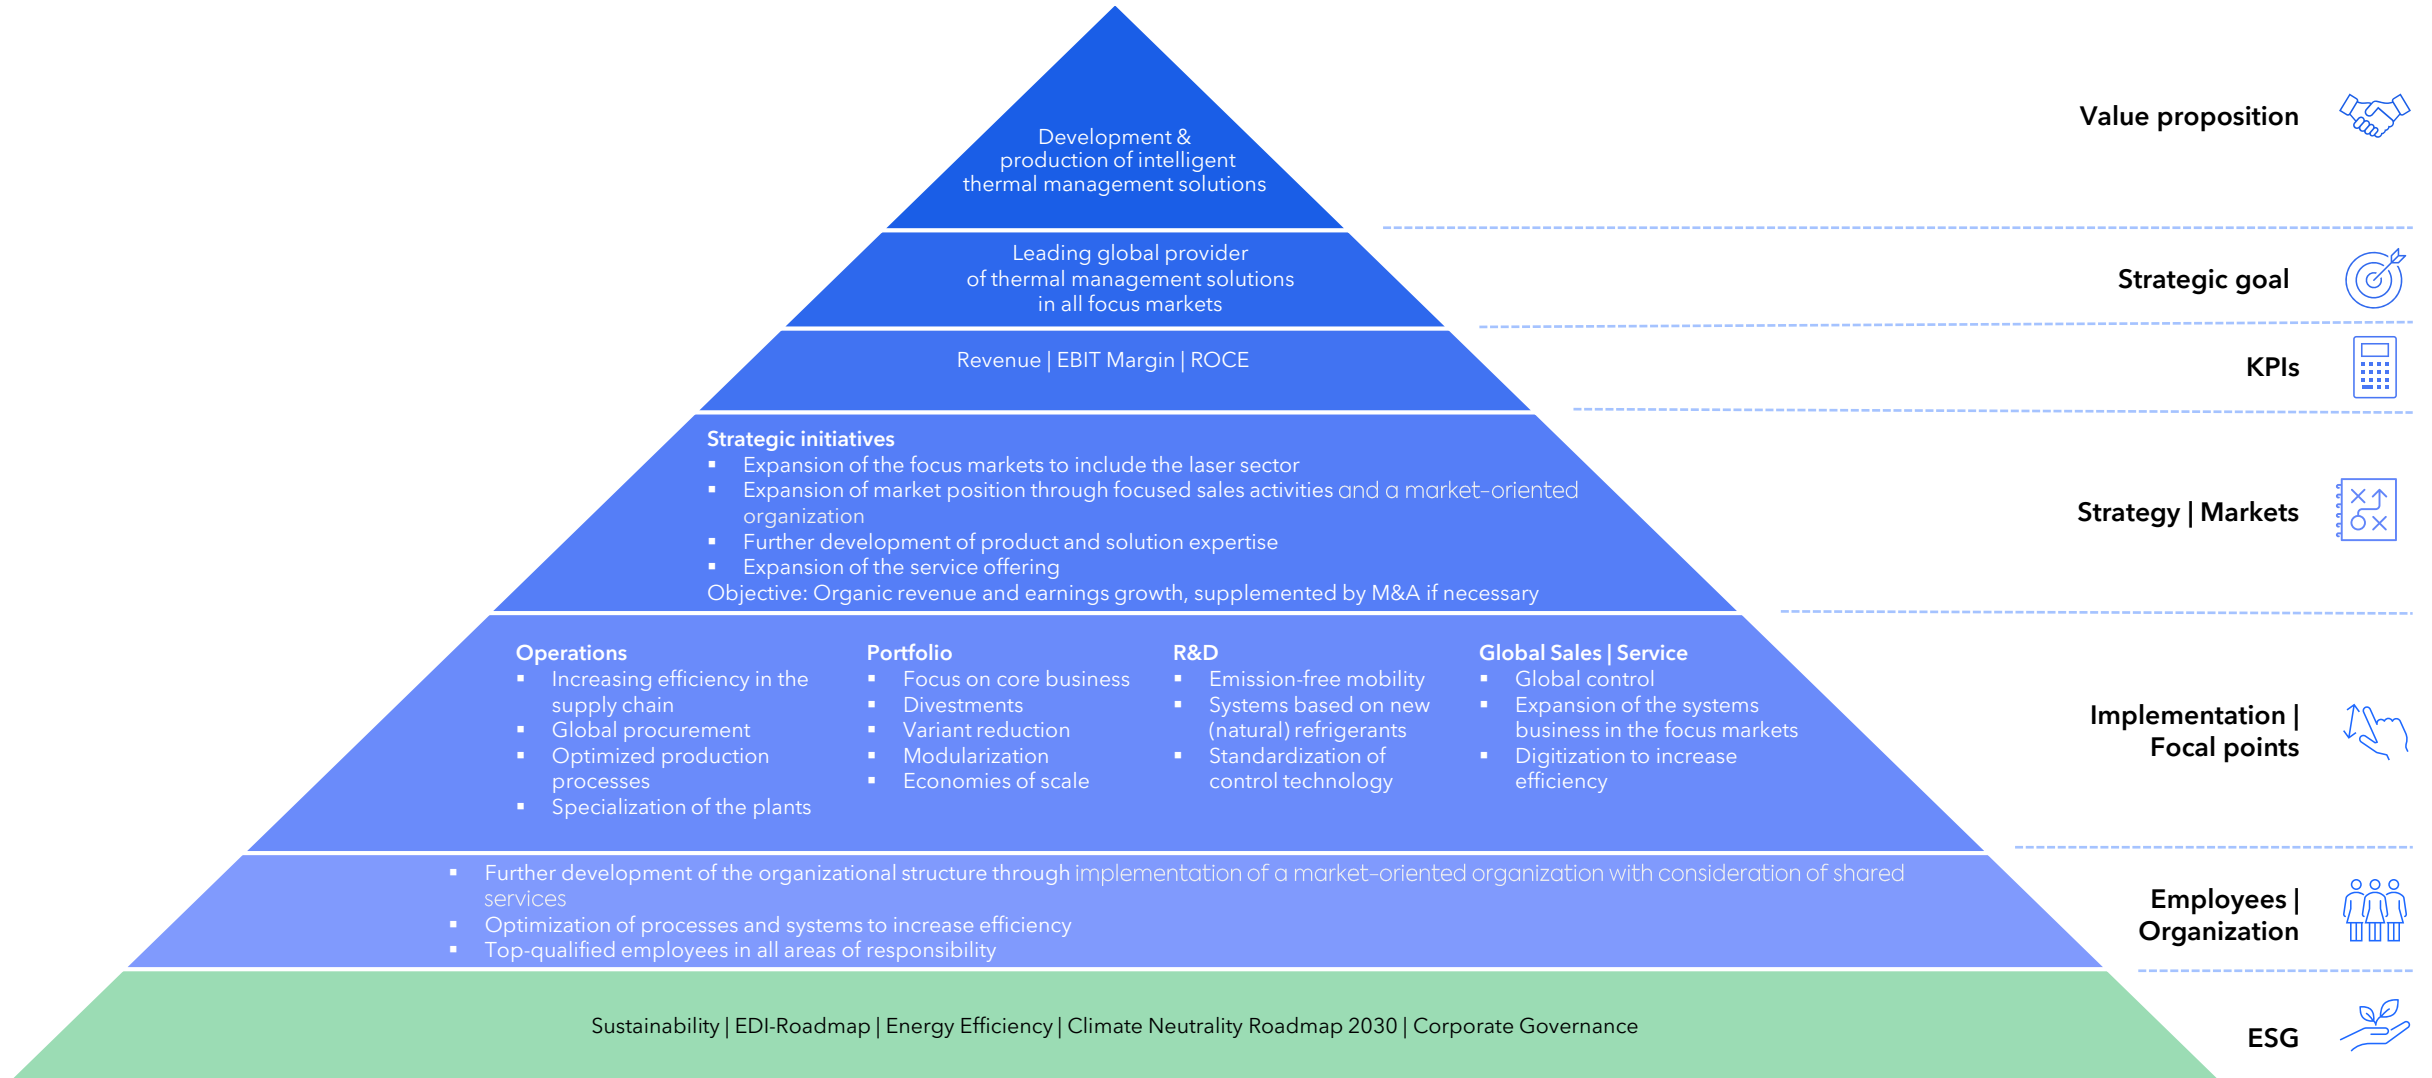 Development &
production of intelligent
thermal management solutions
Value proposition
Leading global provider
of thermal management solutions
in all focus markets
Strategic goal
Revenue | EBIT Margin | ROCE
KPIs
Strategic initiatives
▪ Expansion of the focus markets to include the laser sector
▪ Expansion of market position through focused sales activities and a market-oriented
organization
▪ Further development of product and solution expertise
▪ Expansion of the service offering
Objective: Organic revenue and earnings growth, supplemented by M&A if necessary
Strategy | Markets
Operations
▪ Increasing efficiency in the
supply chain
▪ Global procurement
▪ Optimized production
processes
▪ Specialization of the plants
Portfolio
▪ Focus on core business
▪ Divestments
▪ Variant reduction
▪ Modularization
▪ Economies of scale
R&D
▪ Emission-free mobility
▪ Systems based on new
(natural) refrigerants
▪ Standardization of
control technology
Global Sales | Service
▪ Global control
▪ Expansion of the systems
business in the focus markets
▪ Digitization to increase
efficiency
Implementation |
Focal points
▪ Further development of the organizational structure through implementation of a market-oriented organization with consideration of shared
services
▪ Optimization of processes and systems to increase efficiency
▪ Top-qualified employees in all areas of responsibility
Employees |
Organization
Sustainability | EDI-Roadmap | Energy Efficiency | Climate Neutrality Roadmap 2030 | Corporate Governance
ESG